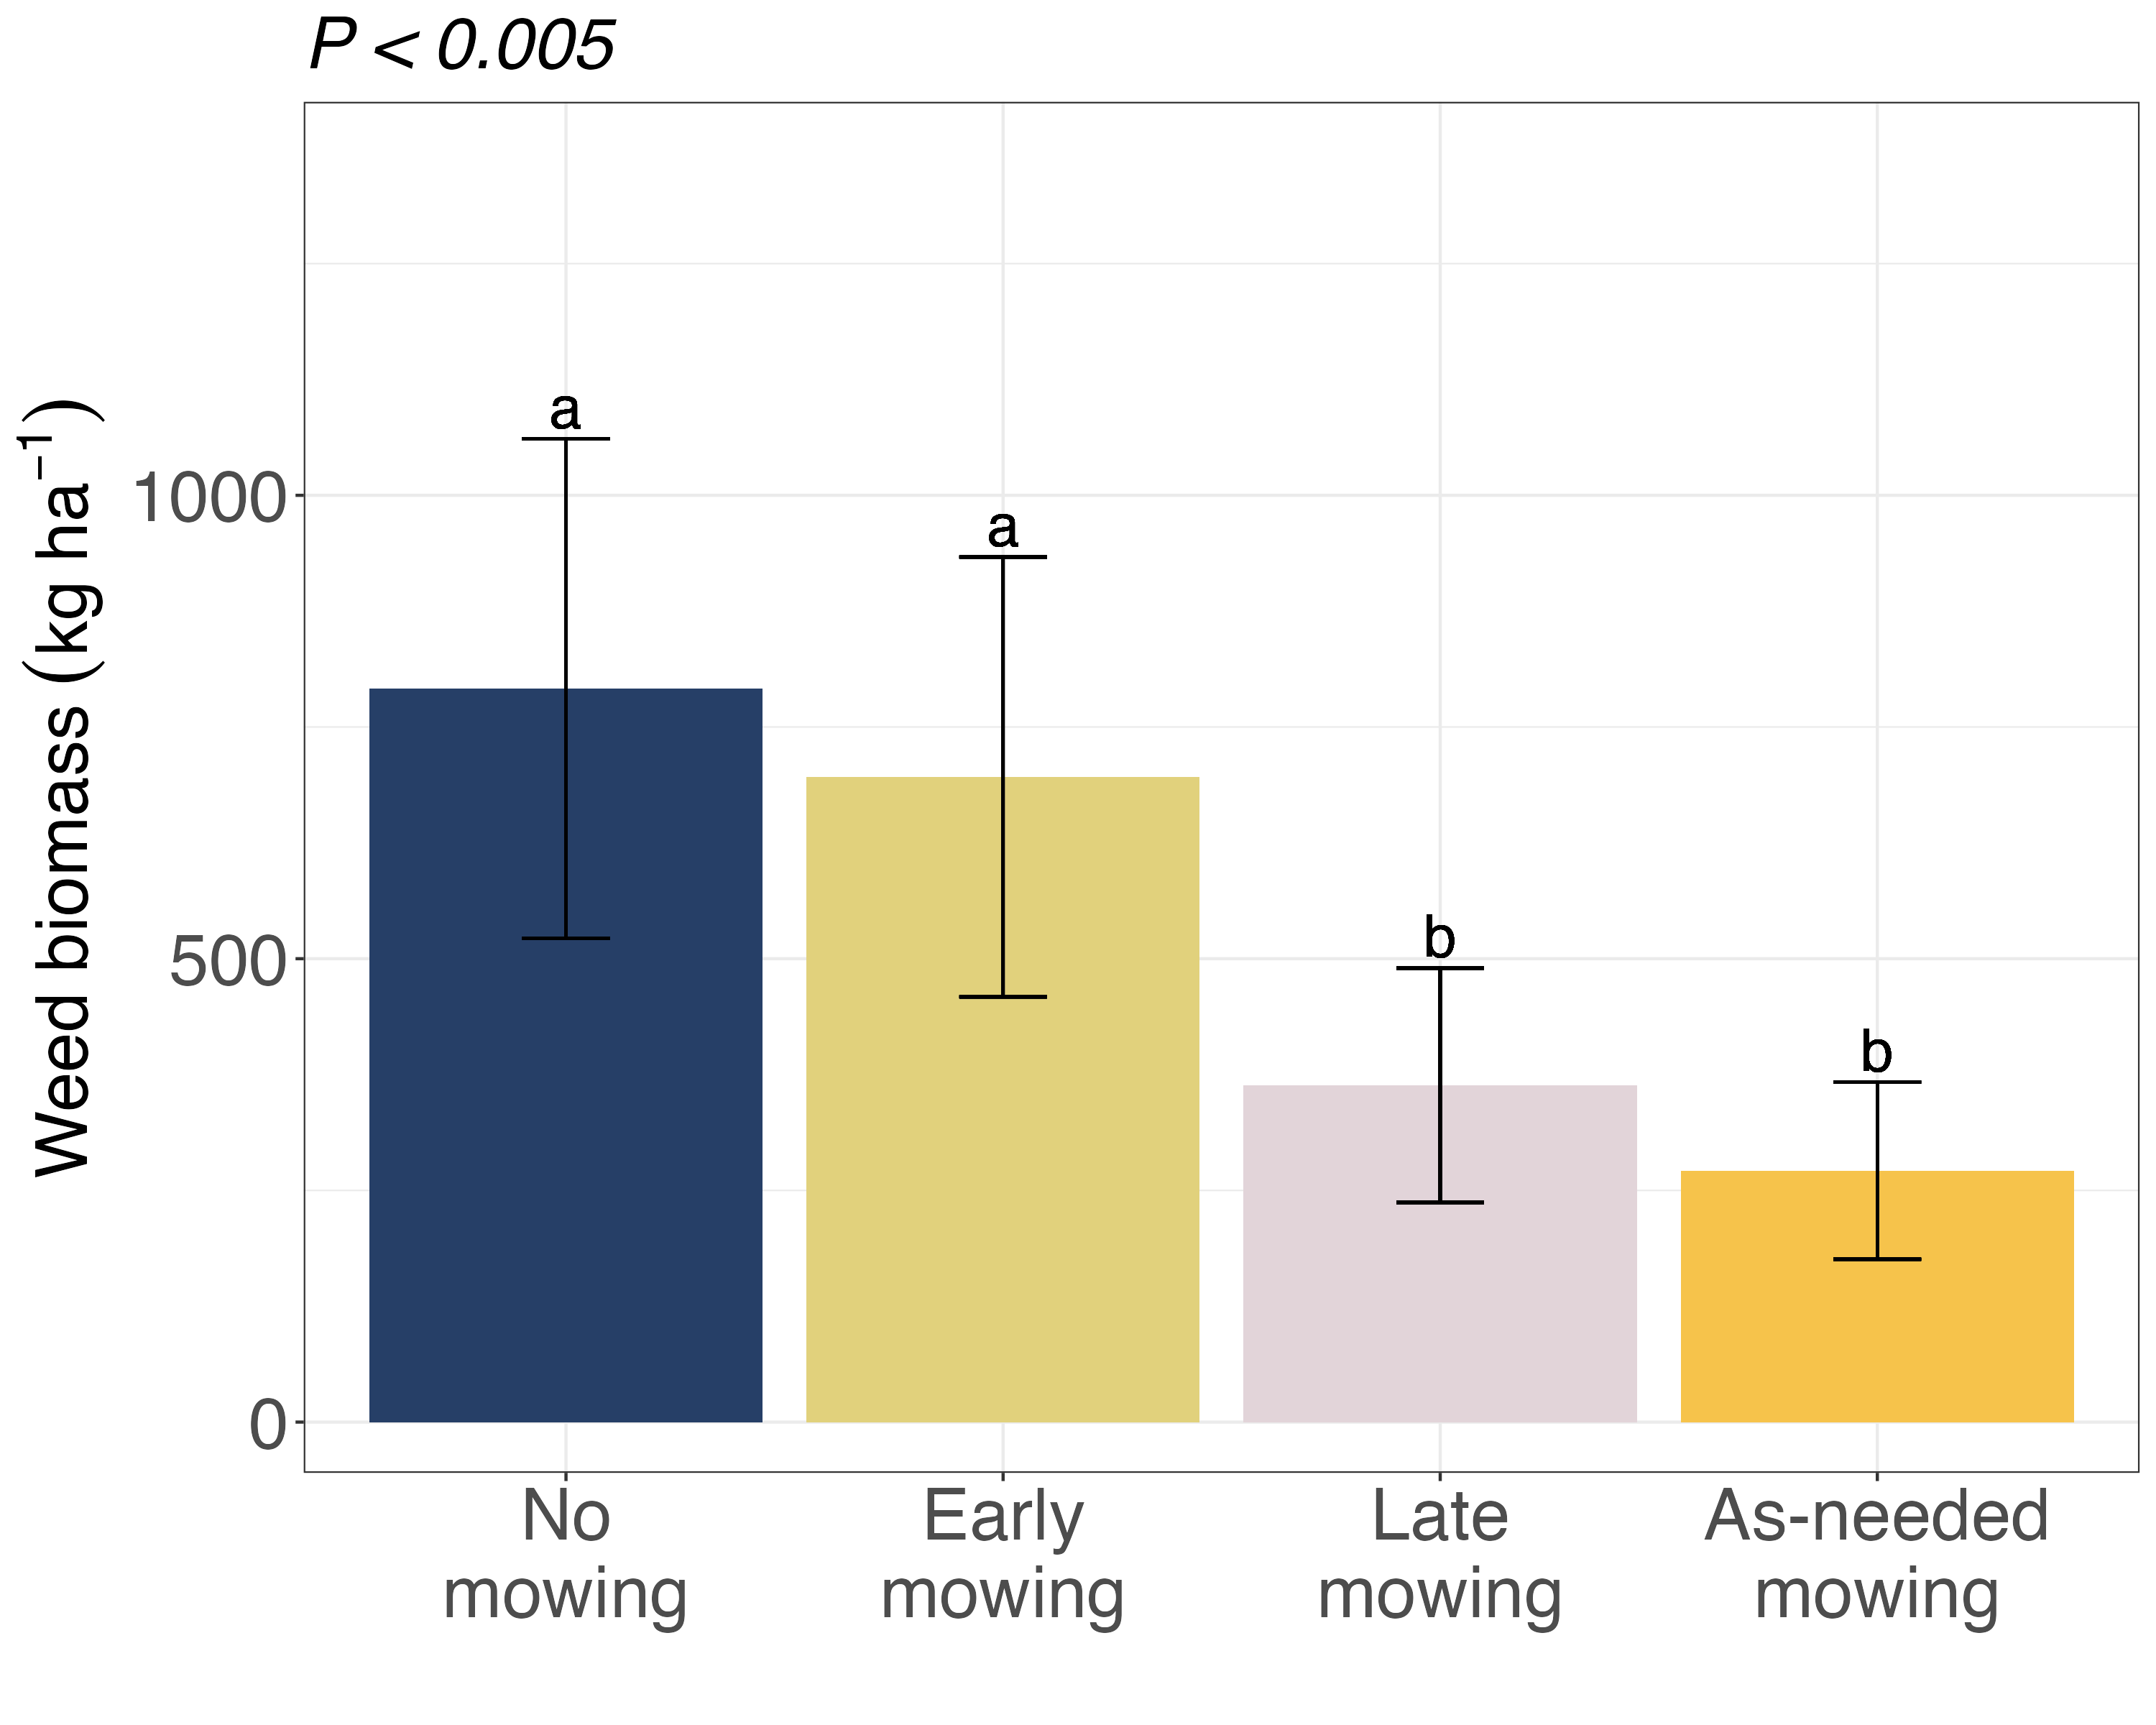 P < 0.005
Weed biomass (kg ha⁻¹)
1000
500
0
a
a
b
b
No mowing
Early mowing
Late mowing
As-needed mowing